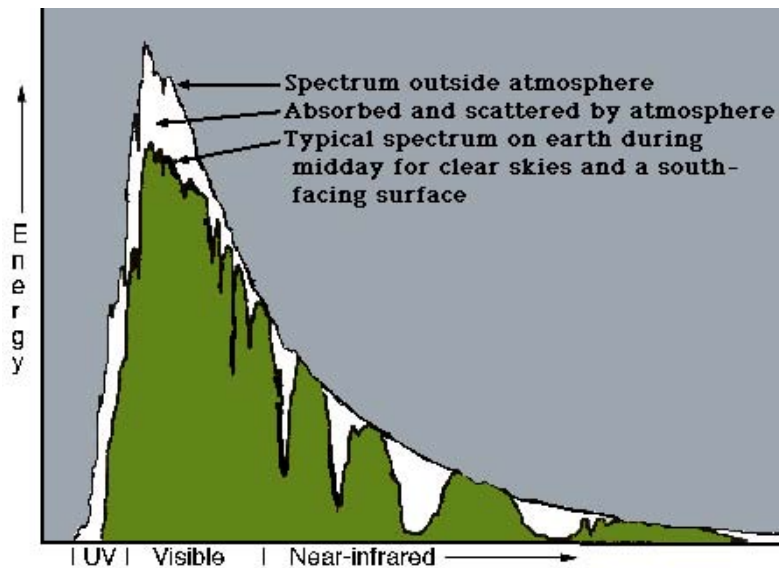 Spectrum outside atmosphere
Absorbed and scattered by atmosphere
Typical spectrum on earth during
midday for clear skies and a south-
facing surface
Energy
UV Visible Near-infrared